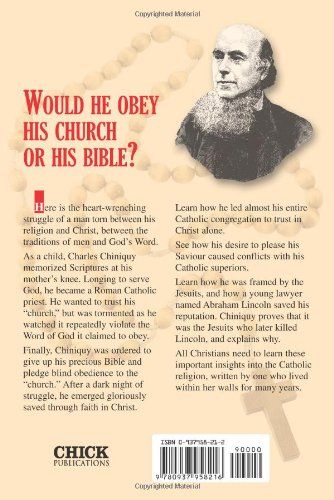 Copyrighted Material
WOULD HE OBEY
HIS CHURCH
OR HIS BIBLE?
Here is the heart-wrenching
struggle of a man torn between his
religion and Christ, between the
traditions of men and God's Word.
As a child, Charles Chiniquy
memorized Scriptures at his
mother's knee. Longing to serve
God, he became a Roman Catholic
priest. He wanted to trust his
"church," but was tormented as he
watched it repeatedly violate the
Word of God it claimed to obey.
Finally, Chiniquy was ordered to
give up his precious Bible and
pledge blind obedience to the
"church." After a dark night of
struggle, he emerged gloriously
saved through faith in Christ.
Learn how he led almost his entire
Catholic congregation to trust in
Christ alone.
See how his desire to please his
Saviour caused conflicts with his
Catholic superiors.
Learn how he was framed by the
Jesuits, and how a young lawyer
named Abraham Lincoln saved his
reputation. Chiniquy proves that it
was the Jesuits who later killed
Lincoln, and explains why.
All Christians need to learn these
important insights into the Catholic
religion, written by one who lived
within her walls for many years.
CHICK
PUBLICATIONS
ISBN 0-937958-21-2
90000
9 780937 958216
Copyrighted Material